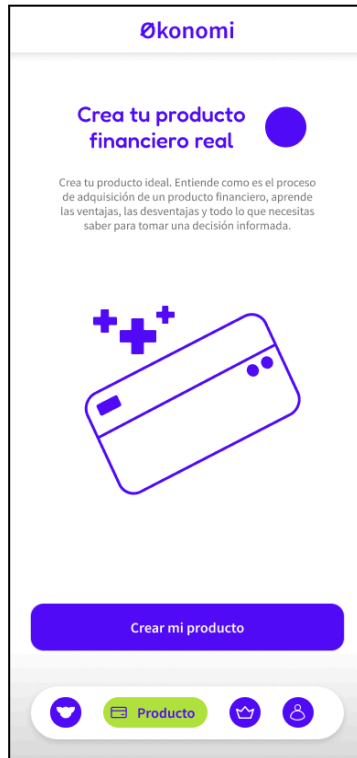 Økonomi
Crea tu producto
financiero real
Crea tu producto ideal. Entiende como es el proceso
de adquisición de un producto financiero, aprende
las ventajas, las desventajas y todo lo que necesitas
saber para tomar una decisión informada.
Crear mi producto
Producto